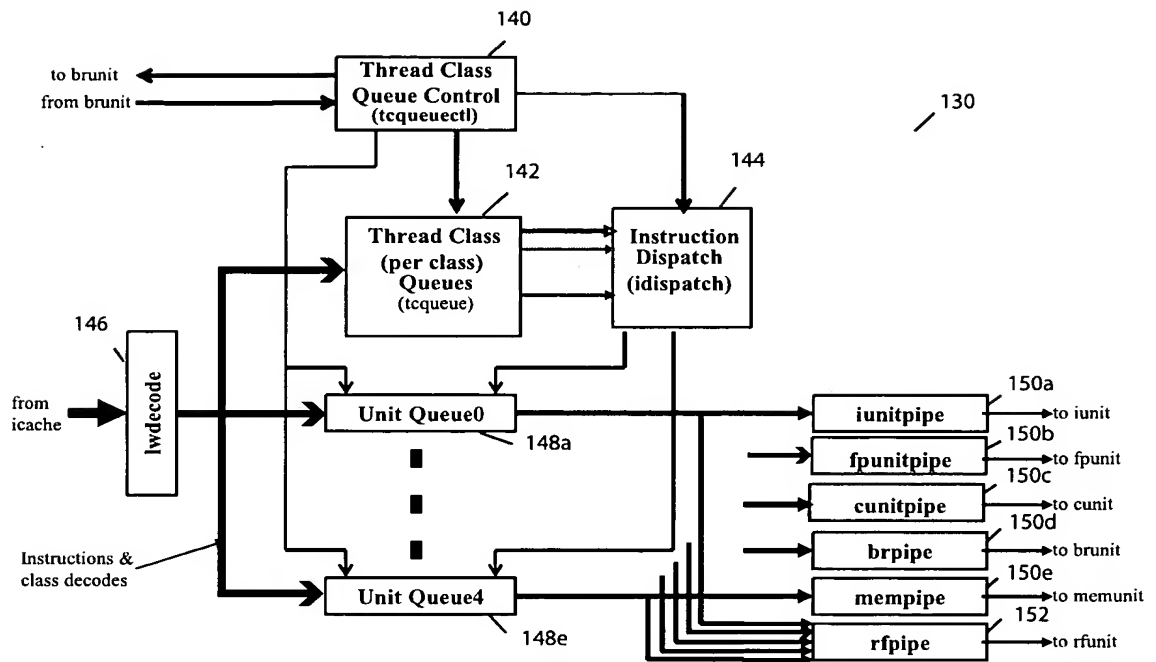 140
to brunit
from brunit
Thread Class
Queue Control
(tcqueuectl)
130
142
144
Thread Class
(per class)
Queues
(tcqueue)
Instruction
Dispatch
(idispatch)
146
from
icache
lwdecode
Unit Queue0
148a
iunitpipe
150a
to iunit
150b
fpunitpipe
to fpunit
150c
cunitpipe
to cunit
150d
brpipe
to brunit
Instructions &
class decodes
150e
Unit Queue4
mempipe
to memunit
148e
152
rfpipe
to rfunit